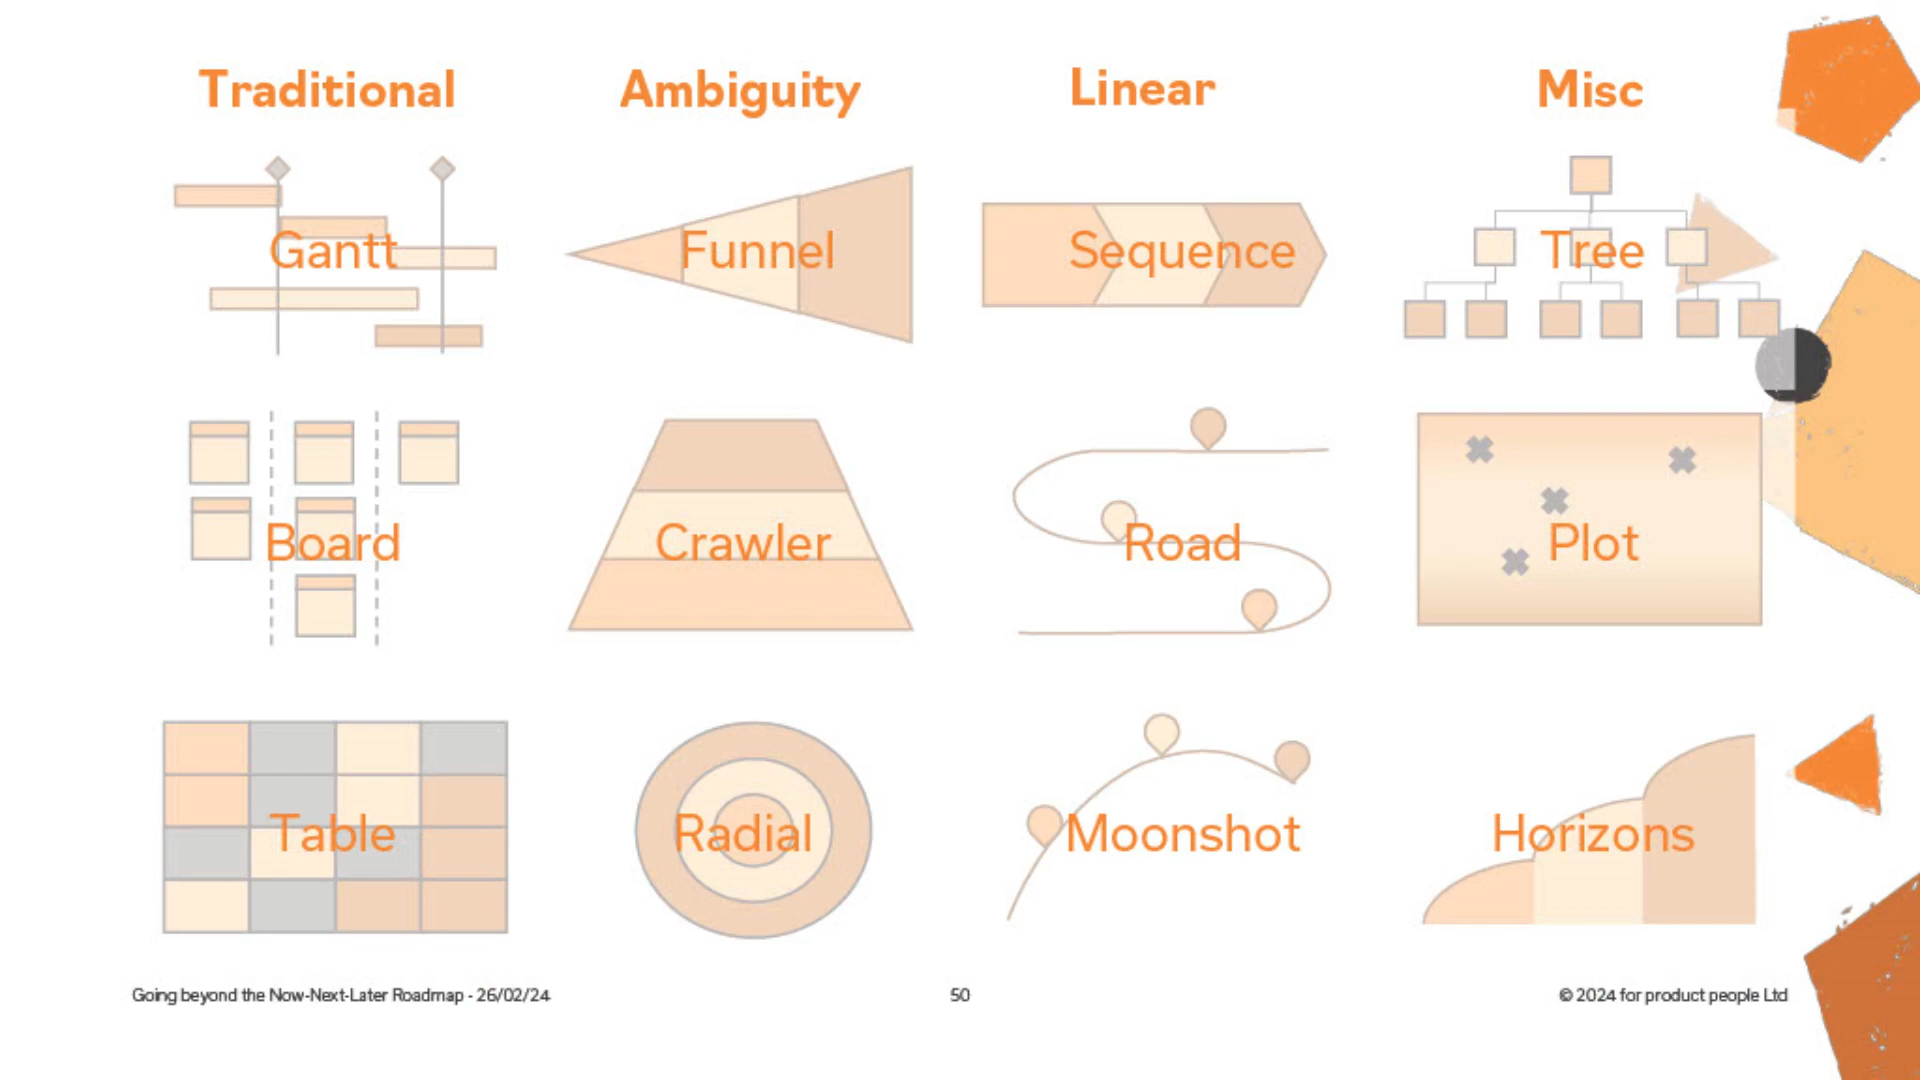 Traditional
Ambiguity
Linear
Misc
Gantt
Funnel
Sequence
Tree
Board
Crawler
Road
Plot
Table
Radial
Moonshot
Horizons
Going beyond the Now-Next-Later Roadmap - 26/02/24
50
© 2024 for product people Ltd